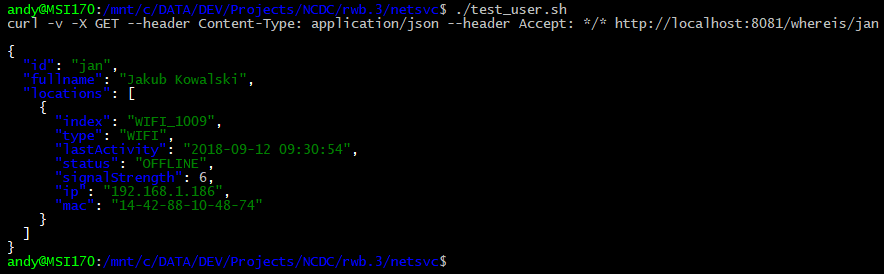 andy@MSI170:/mnt/c/DATA/DEV/Projects/NCDC/rwb.3/netsvc$ ./test_user.sh
curl -v -X GET --header Content-Type: application/json --header Accept: */* http://localhost:8081/whereis/jan
{
  "id": "jan",
  "fullname": "Jakub Kowalski",
  "locations": [
    {
      "index": "WIFI_1009",
      "type": "WIFI",
      "lastActivity": "2018-09-12 09:30:54",
      "status": "OFFLINE",
      "signalStrength": 6,
      "ip": "192.168.1.186",
      "mac": "14-42-88-10-48-74"
    }
  ]
}
andy@MSI170:/mnt/c/DATA/DEV/Projects/NCDC/rwb.3/netsvc$